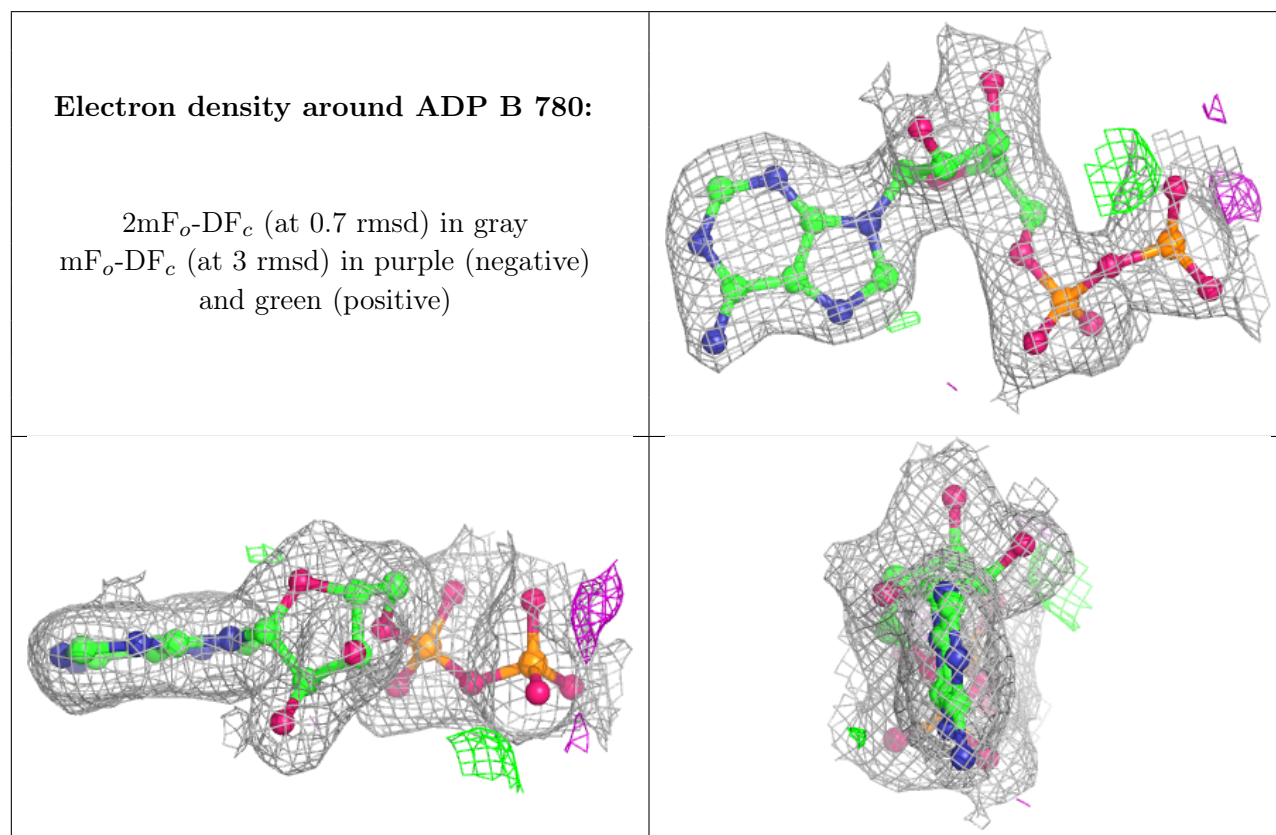 Electron density around ADP B 780:
2mFo-DFc (at 0.7 rmsd) in gray
mFo-DFc (at 3 rmsd) in purple (negative)
and green (positive)